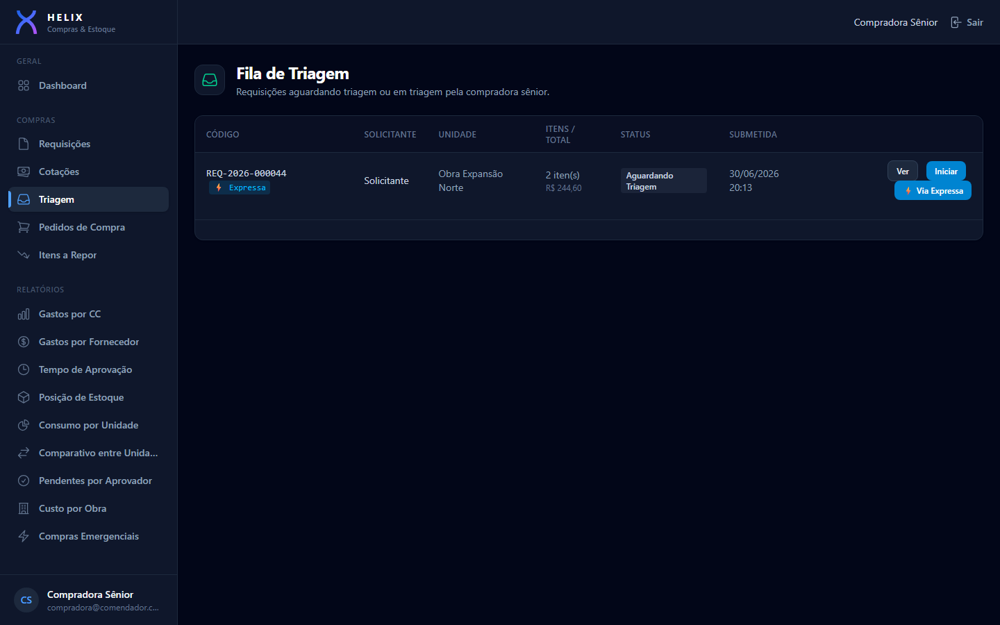 HELIX
Compras & Estoque
Compradora Sênior
Sair
GERAL
Dashboard
COMPRAS
Requisições
Cotações
Triagem
Pedidos de Compra
Itens a Repor
RELATÓRIOS
Gastos por CC
Gastos por Fornecedor
Tempo de Aprovação
Posição de Estoque
Consumo por Unidade
Comparativo entre Unida...
Pendentes por Aprovador
Custo por Obra
Compras Emergenciais
CS
Compradora Sênior
compradora@comendador.c...
Fila de Triagem
Requisições aguardando triagem ou em triagem pela compradora sênior.
CÓDIGO
SOLICITANTE
UNIDADE
ITENS /
TOTAL
STATUS
SUBMETIDA
REQ-2026-000044
Expressa
Solicitante
Obra Expansão
Norte
2 iten(s)
R$ 244,60
Aguardando
Triagem
30/06/2026
20:13
Ver
Iniciar
Via Expressa